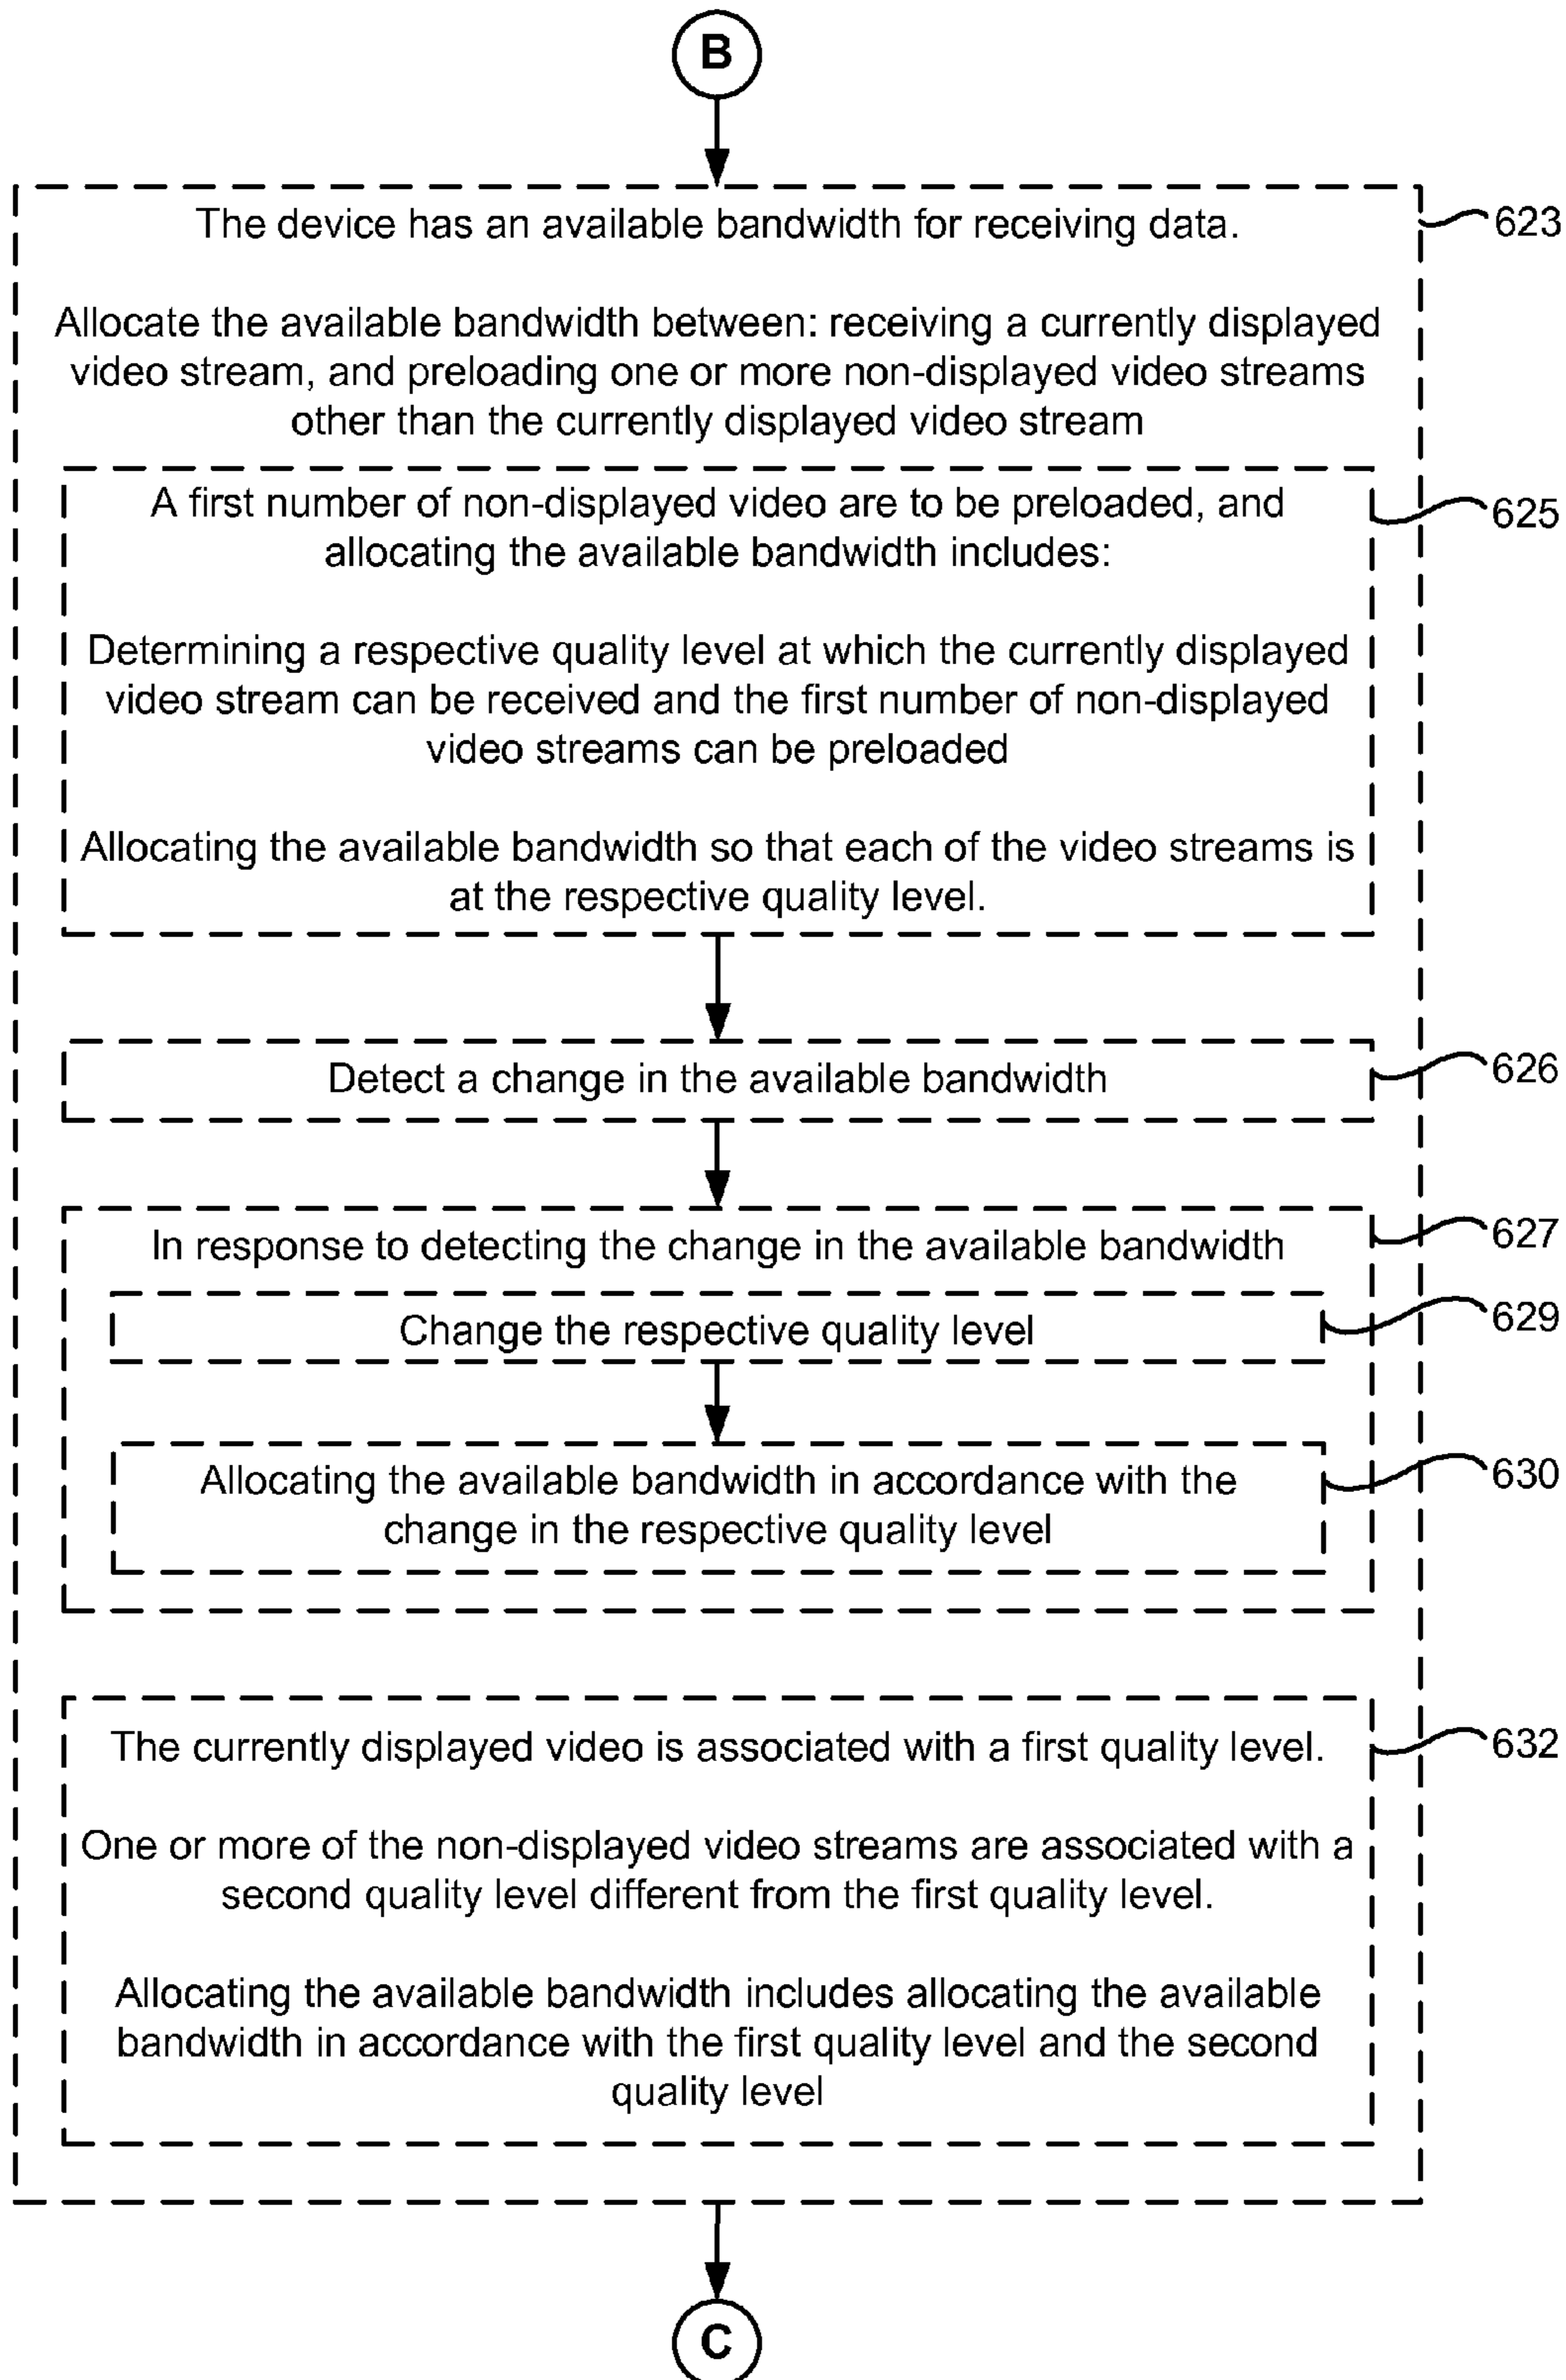 B
The device has an available bandwidth for receiving data.
623
Allocate the available bandwidth between: receiving a currently displayed
video stream, and preloading one or more non-displayed video streams
other than the currently displayed video stream
A first number of non-displayed video are to be preloaded, and
allocating the available bandwidth includes:
625
Determining a respective quality level at which the currently displayed
video stream can be received and the first number of non-displayed
video streams can be preloaded
Allocating the available bandwidth so that each of the video streams is
at the respective quality level.
Detect a change in the available bandwidth
626
In response to detecting the change in the available bandwidth
627
Change the respective quality level
629
Allocating the available bandwidth in accordance with the
change in the respective quality level
630
The currently displayed video is associated with a first quality level.
632
One or more of the non-displayed video streams are associated with a
second quality level different from the first quality level.
Allocating the available bandwidth includes allocating the available
bandwidth in accordance with the first quality level and the second
quality level
C